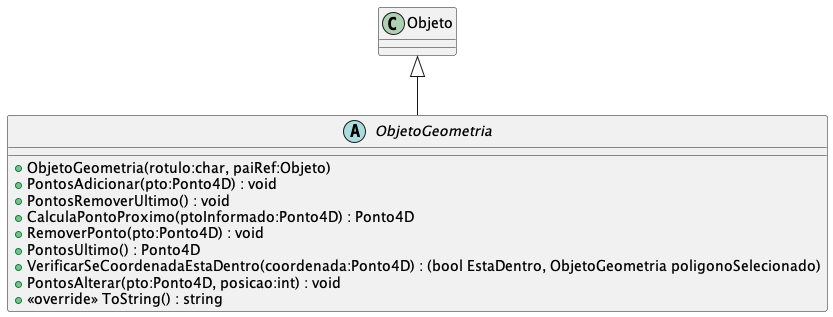 C Objeto
A ObjetoGeometria
ObjetoGeometria(rotulo:char, paiRef:Objeto)
PontosAdicionar(pto:Ponto4D) : void
PontosRemoverUltimo() : void
CalculaPontoProximo(ptoInformado:Ponto4D) : Ponto4D
RemoverPonto(pto:Ponto4D) : void
PontosUltimo() : Ponto4D
VerificarSeCoordenadaEstaDentro(coordenada:Ponto4D) : (bool EstaDentro, ObjetoGeometria poligonoSelecionado)
PontosAlterar(pto:Ponto4D, posicao:int) : void
«override» ToString() : string